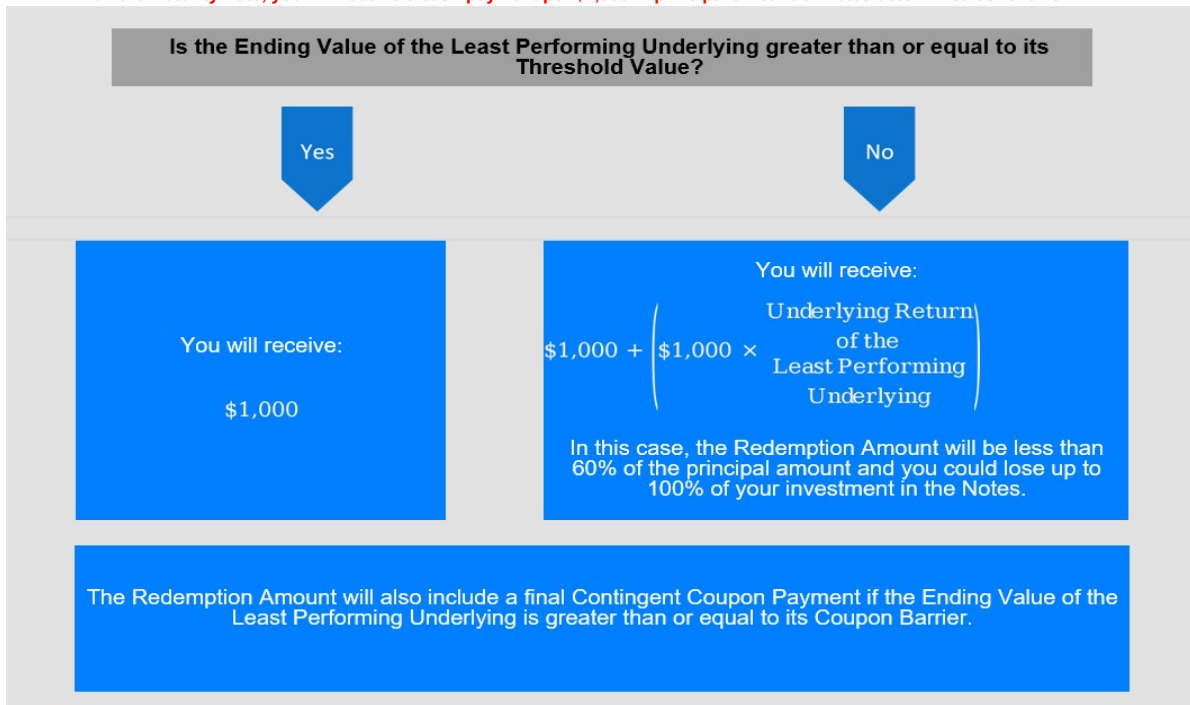 Is the Ending Value of the Least Performing Underlying greater than or equal to its
Threshold Value?
Yes
No
You will receive:
$1,000
You will receive:
$1,000 + ($1,000 × Underlying Return
of the
Least Performing
Underlying)
In this case, the Redemption Amount will be less than
60% of the principal amount and you could lose up to
100% of your investment in the Notes.
The Redemption Amount will also include a final Contingent Coupon Payment if the Ending Value of the
Least Performing Underlying is greater than or equal to its Coupon Barrier.